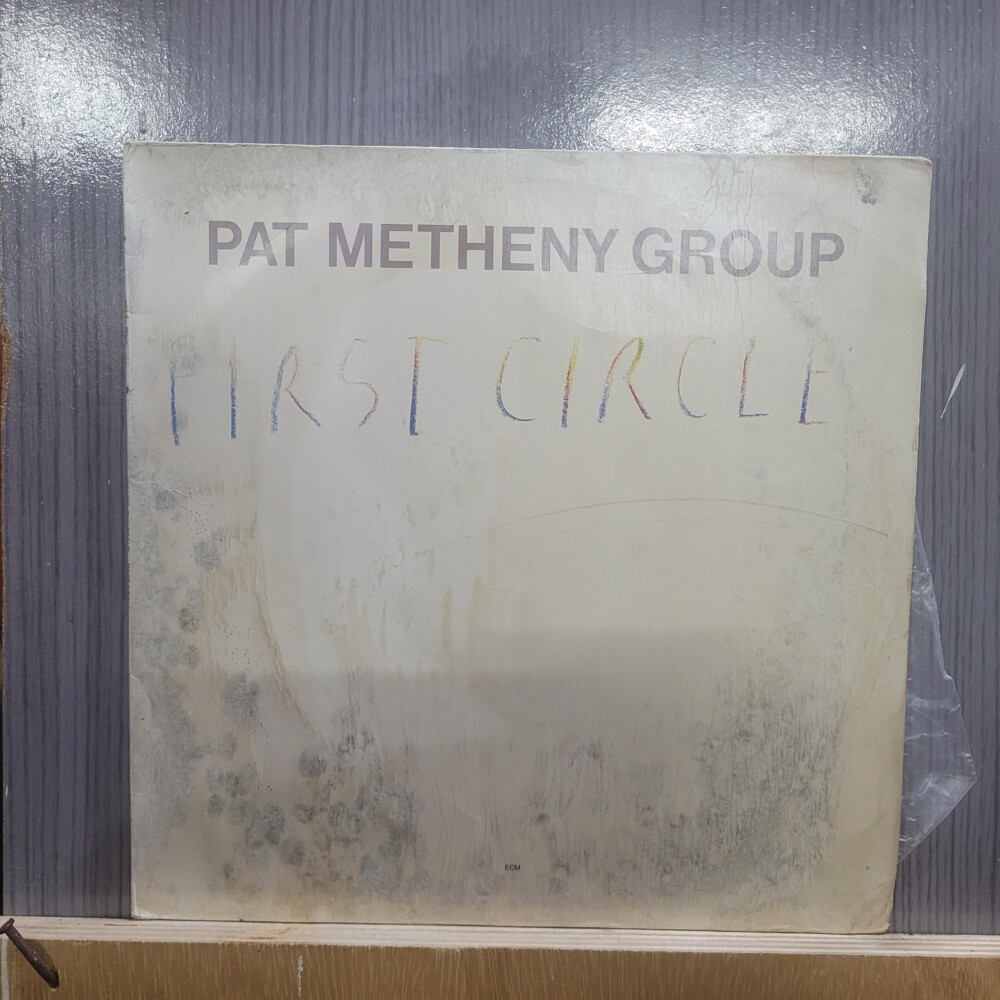 PAT METHENY GROUP
FIRST CIRCLE
ECM